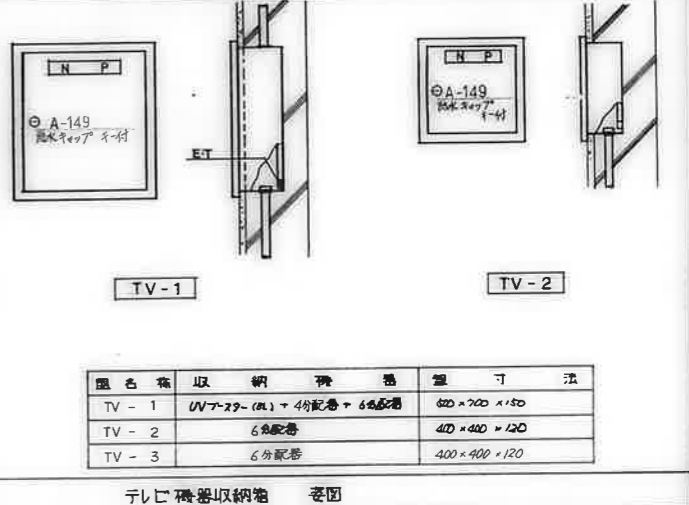 N P
A-149
防水キャップ キー付
E・T
TV-1
N P
A-149
防水キャップ
キー付
TV-2
盤名称 収納機器 盤寸法
TV-1 UVブースター(BL)+4分配器+6分配器 600×700×150
TV-2 6分配器 400×400×120
TV-3 6分配器 400×400×120
テレビ機器収納箱 姿図